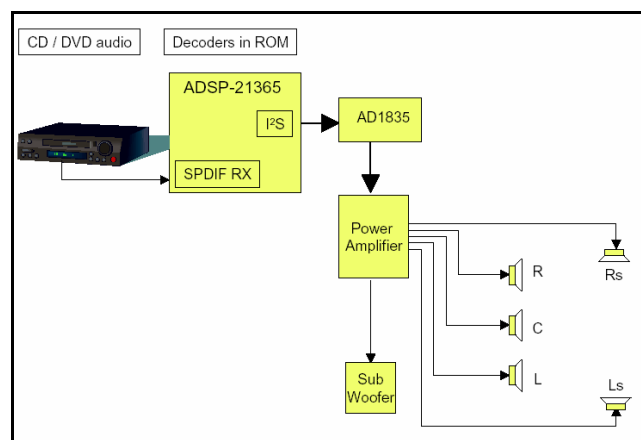 CD / DVD audio
Decoders in ROM
ADSP-21365
I²S
AD1835
SPDIF RX
Power
Amplifier
R
Rs
C
L
Sub
Woofer
Ls